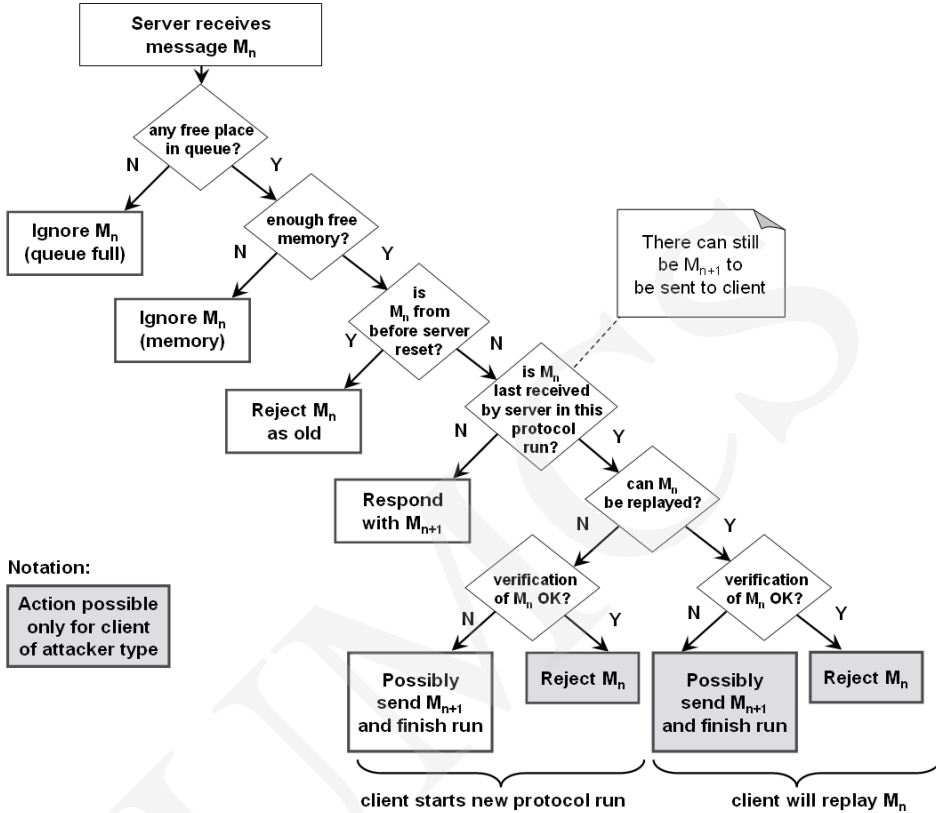 Server receives
message Mn
any free place
in queue?
N
Y
Ignore Mn
(queue full)
enough free
memory?
N
Y
Ignore Mn
(memory)
There can still
be Mn+1 to
be sent to client
is
Mn from
before server
reset?
Y
N
Reject Mn
as old
is Mn
last received
by server in this
protocol
run?
N
Y
Respond
with Mn+1
can Mn
be replayed?
N
Y
Notation:
Action possible
only for client
of attacker type
verification
of Mn OK?
N
Y
verification
of Mn OK?
N
Y
Possibly
send Mn+1
and finish run
Reject Mn
Possibly
send Mn+1
and finish run
Reject Mn
client starts new protocol run
client will replay Mn
UMCS